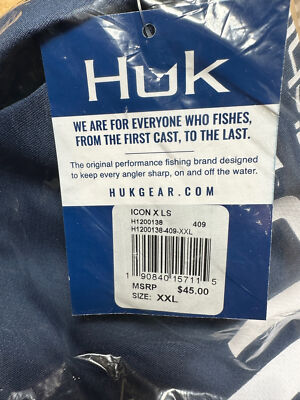 HUK
WE ARE FOR EVERYONE WHO FISHES,
FROM THE FIRST CAST, TO THE LAST.
The original performance fishing brand designed
to keep every angler sharp, on and off the water.
HUKGEAR.COM
ICON X LS
H1200138 409
H1200138-409-XXL
1 90840 15711 5
MSRP $45.00
SIZE: XXL